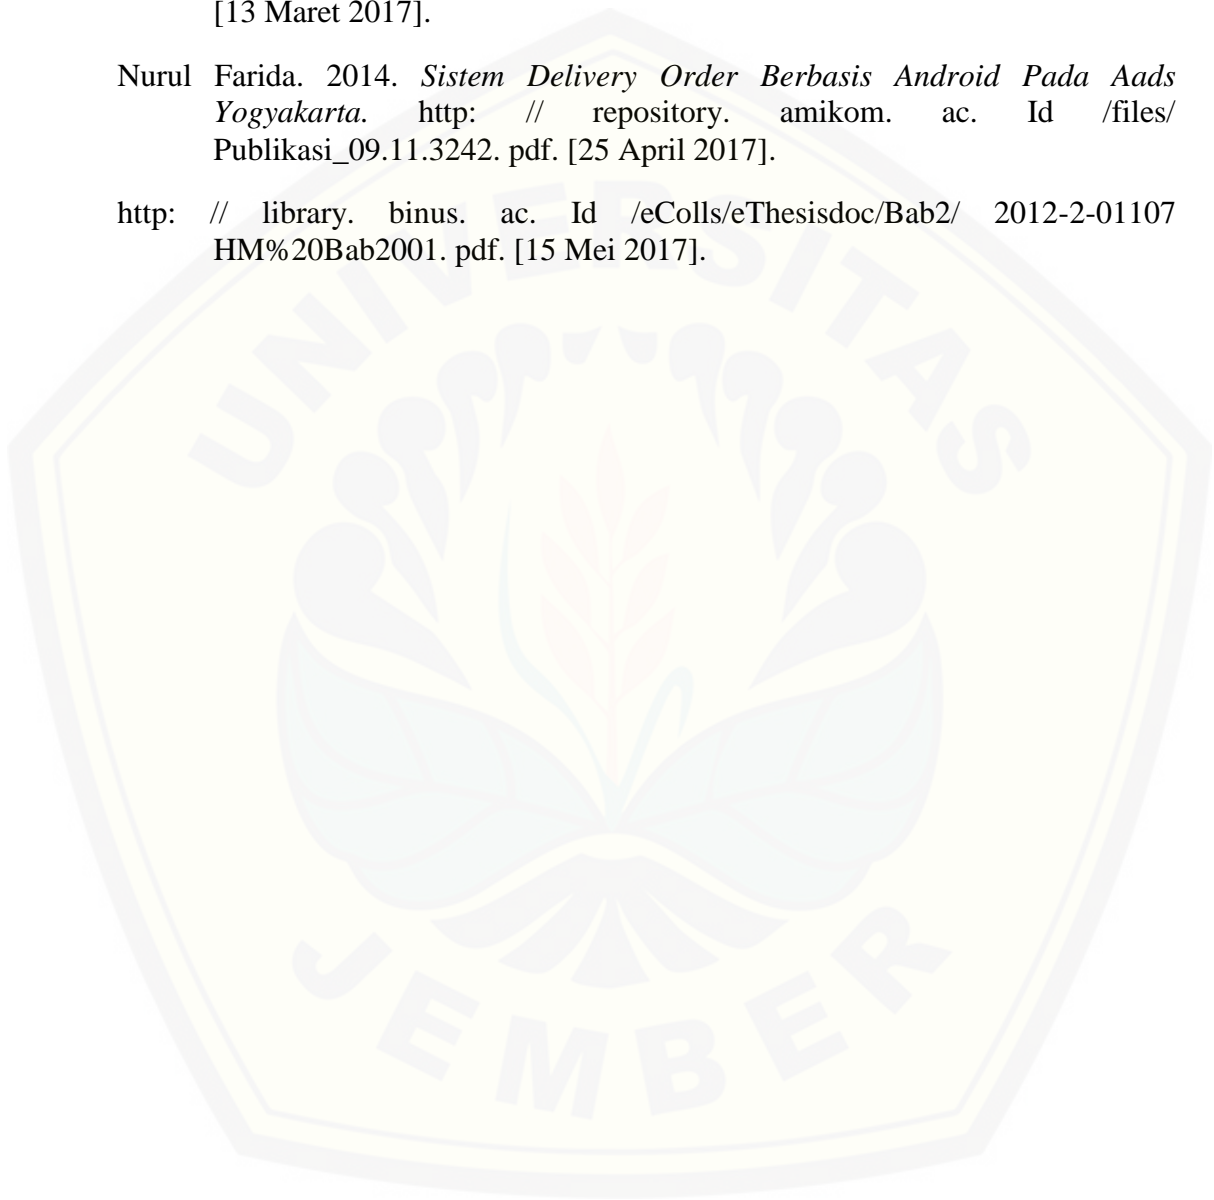 [13 Maret 2017].
Nurul Farida. 2014. Sistem Delivery Order Berbasis Android Pada Aads
Yogyakarta. http: // repository. amikom. ac. Id /files/
Publikasi_09.11.3242. pdf. [25 April 2017].
http: // library. binus. ac. Id /eColls/eThesisdoc/Bab2/ 2012-2-01107
HM%20Bab2001. pdf. [15 Mei 2017].
UNIVERSITAS
JEMBER